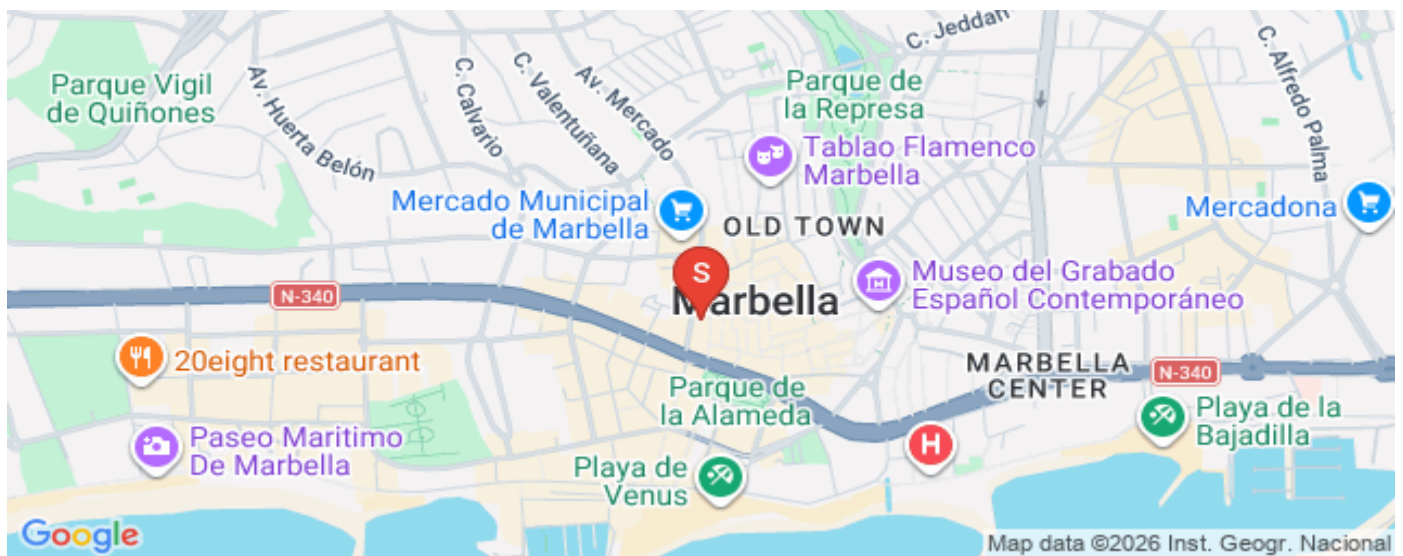 C. Jeddah
Parque Vigil
de Quiñones
Av. Huerta Belón
C. Calvario
C. Valentuñana
Av. Mercado
Parque de
la Represa
C. Alfredo Palma
Tablao Flamenco
Marbella
Mercado Municipal
de Marbella
OLD TOWN
Mercadona
S
Marbella
Museo del Grabado
Español Contemporáneo
N-340
20eight restaurant
MARBELLA
CENTER
N-340
Parque de
la Alameda
Playa de la
Bajadilla
Paseo Maritimo
De Marbella
H
Playa de
Venus
Google
Map data ©2026 Inst. Geogr. Nacional